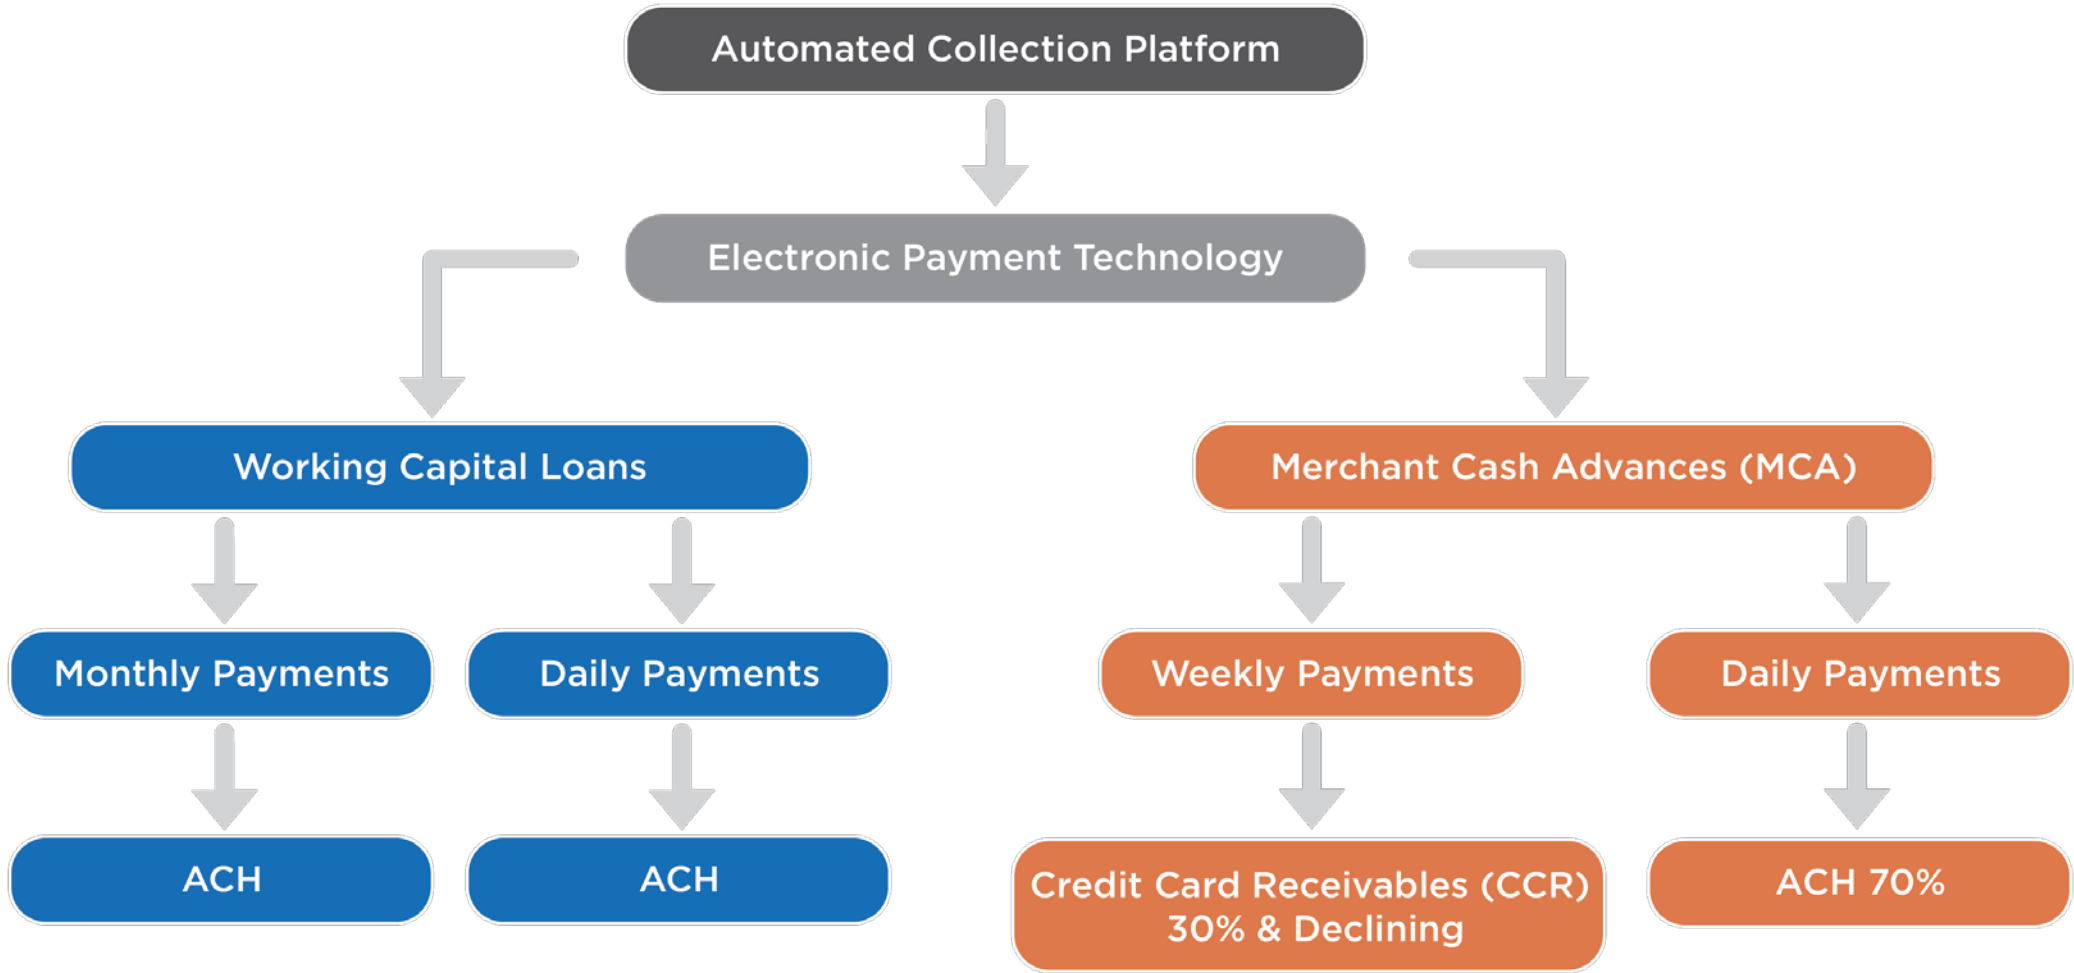 Automated Collection Platform
Electronic Payment Technology
Working Capital Loans
Merchant Cash Advances (MCA)
Monthly Payments
Daily Payments
Weekly Payments
Daily Payments
ACH
ACH
Credit Card Receivables (CCR)
30% & Declining
ACH 70%